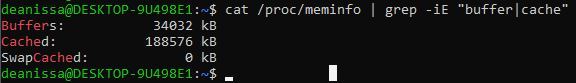 deanissa@DESKTOP-9U498E1:~$ cat /proc/meminfo | grep -iE "buffer|cache"
Buffers:           34032 kB
Cached:           188576 kB
SwapCached:            0 kB
deanissa@DESKTOP-9U498E1:~$